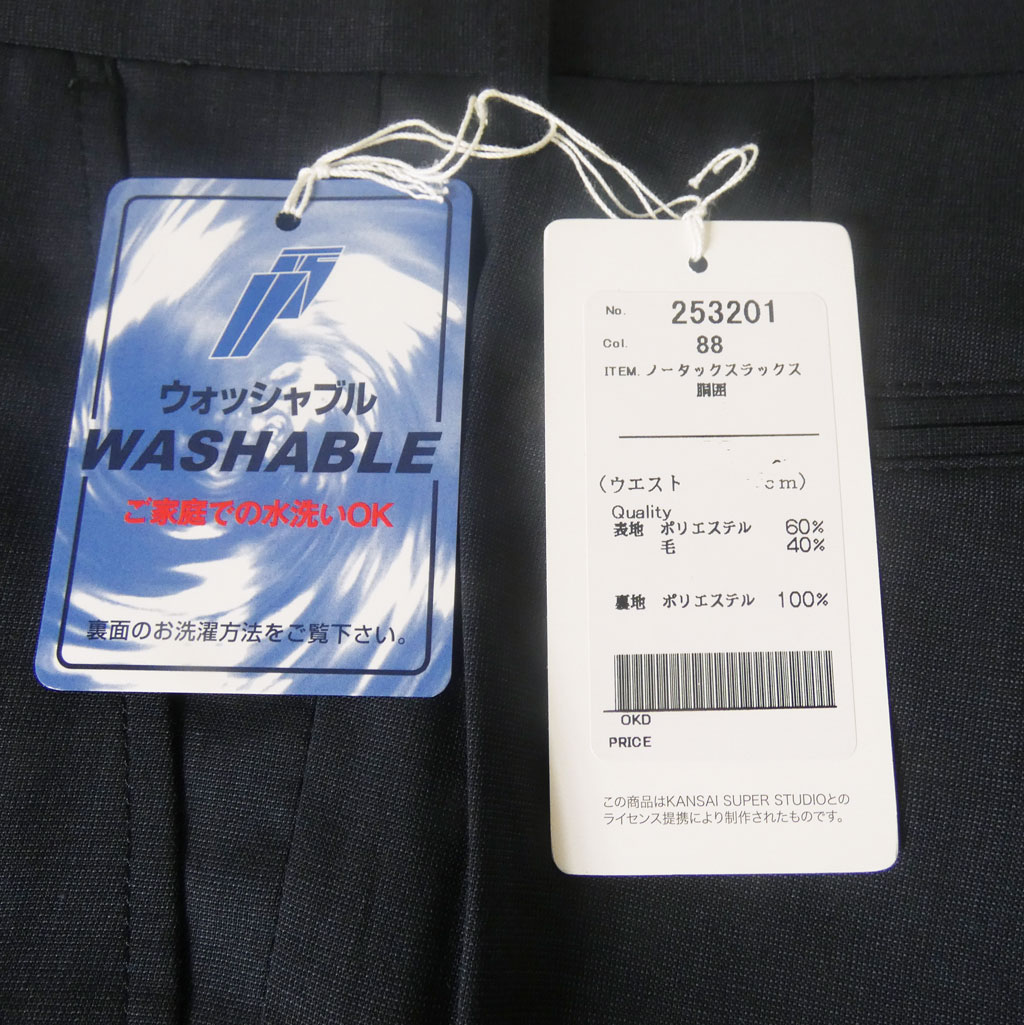 ウォッシャブル
WASHABLE
ご家庭での水洗いOK
裏面のお洗濯方法をご覧下さい。
No. 253201
Col. 88
ITEM. ノータックスラックス
胴囲
(ウエスト cm)
Quality
表地 ポリエステル 60%
毛 40%
裏地 ポリエステル 100%
OKD
PRICE
この商品はKANSAI SUPER STUDIOとの
ライセンス提携により制作されたものです。